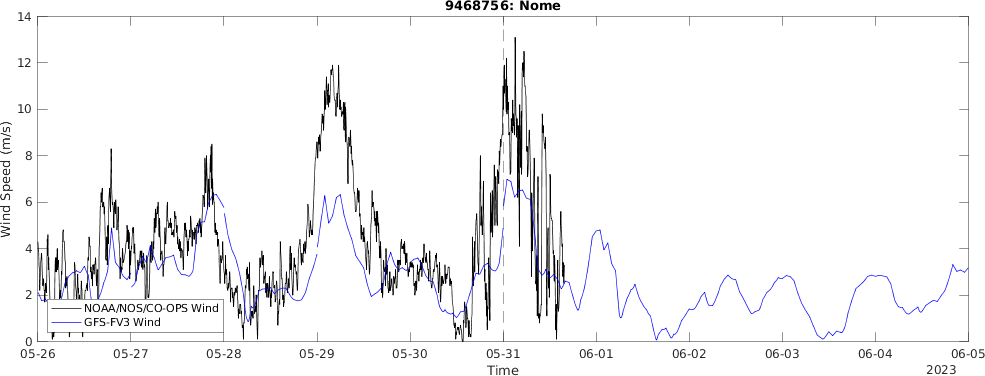 9468756: Nome
14
12
10
8
6
4
2
0
Wind Speed (m/s)
NOAA/NOS/CO-OPS Wind
GFS-FV3 Wind
05-26 05-27 05-28 05-29 05-30 05-31 06-01 06-02 06-03 06-04 06-05
Time
2023